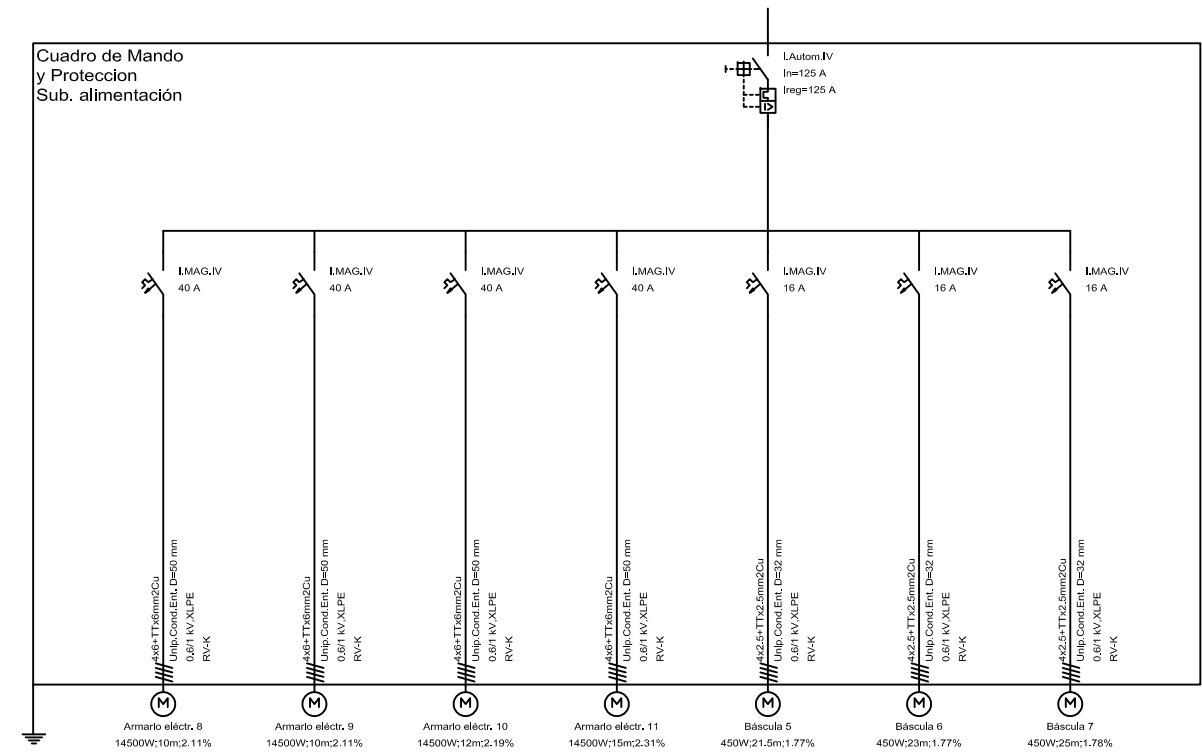 Cuadro de Mando
y Proteccion
Sub. alimentación
I.Autom.IV
In=125 A
Ireg=125 A
I.MAG.IV
40 A
I.MAG.IV
40 A
I.MAG.IV
40 A
I.MAG.IV
40 A
I.MAG.IV
16 A
I.MAG.IV
16 A
I.MAG.IV
16 A
4x6+TTx6mm2Cu
Unip.Cond.Ent. D=50 mm
0.6/1 kV,XLPE
RV-K
4x6+TTx6mm2Cu
Unip.Cond.Ent. D=50 mm
0.6/1 kV,XLPE
RV-K
4x6+TTx6mm2Cu
Unip.Cond.Ent. D=50 mm
0.6/1 kV,XLPE
RV-K
4x6+TTx6mm2Cu
Unip.Cond.Ent. D=50 mm
0.6/1 kV,XLPE
RV-K
4x2.5+TTx2.5mm2Cu
Unip.Cond.Ent. D=32 mm
0.6/1 kV,XLPE
RV-K
4x2.5+TTx2.5mm2Cu
Unip.Cond.Ent. D=32 mm
0.6/1 kV,XLPE
RV-K
4x2.5+TTx2.5mm2Cu
Unip.Cond.Ent. D=32 mm
0.6/1 kV,XLPE
RV-K
M
Armario eléctr. 8
14500W;10m;2.11%
M
Armario eléctr. 9
14500W;10m;2.11%
M
Armario eléctr. 10
14500W;12m;2.19%
M
Armario eléctr. 11
14500W;15m;2.31%
M
Báscula 5
450W;21.5m;1.77%
M
Báscula 6
450W;23m;1.77%
M
Báscula 7
450W;25m;1.78%